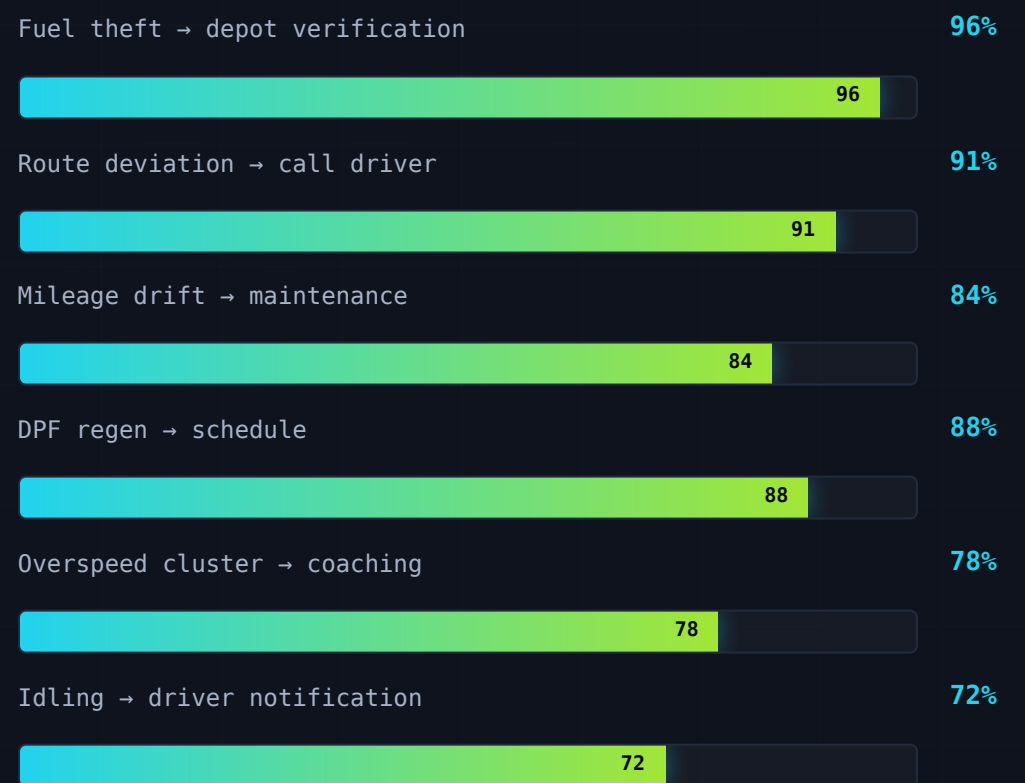 Fuel theft → depot verification 96%
96
Route deviation → call driver 91%
91
Mileage drift → maintenance 84%
84
DPF regen → schedule 88%
88
Overspeed cluster → coaching 78%
78
Idling → driver notification 72%
72